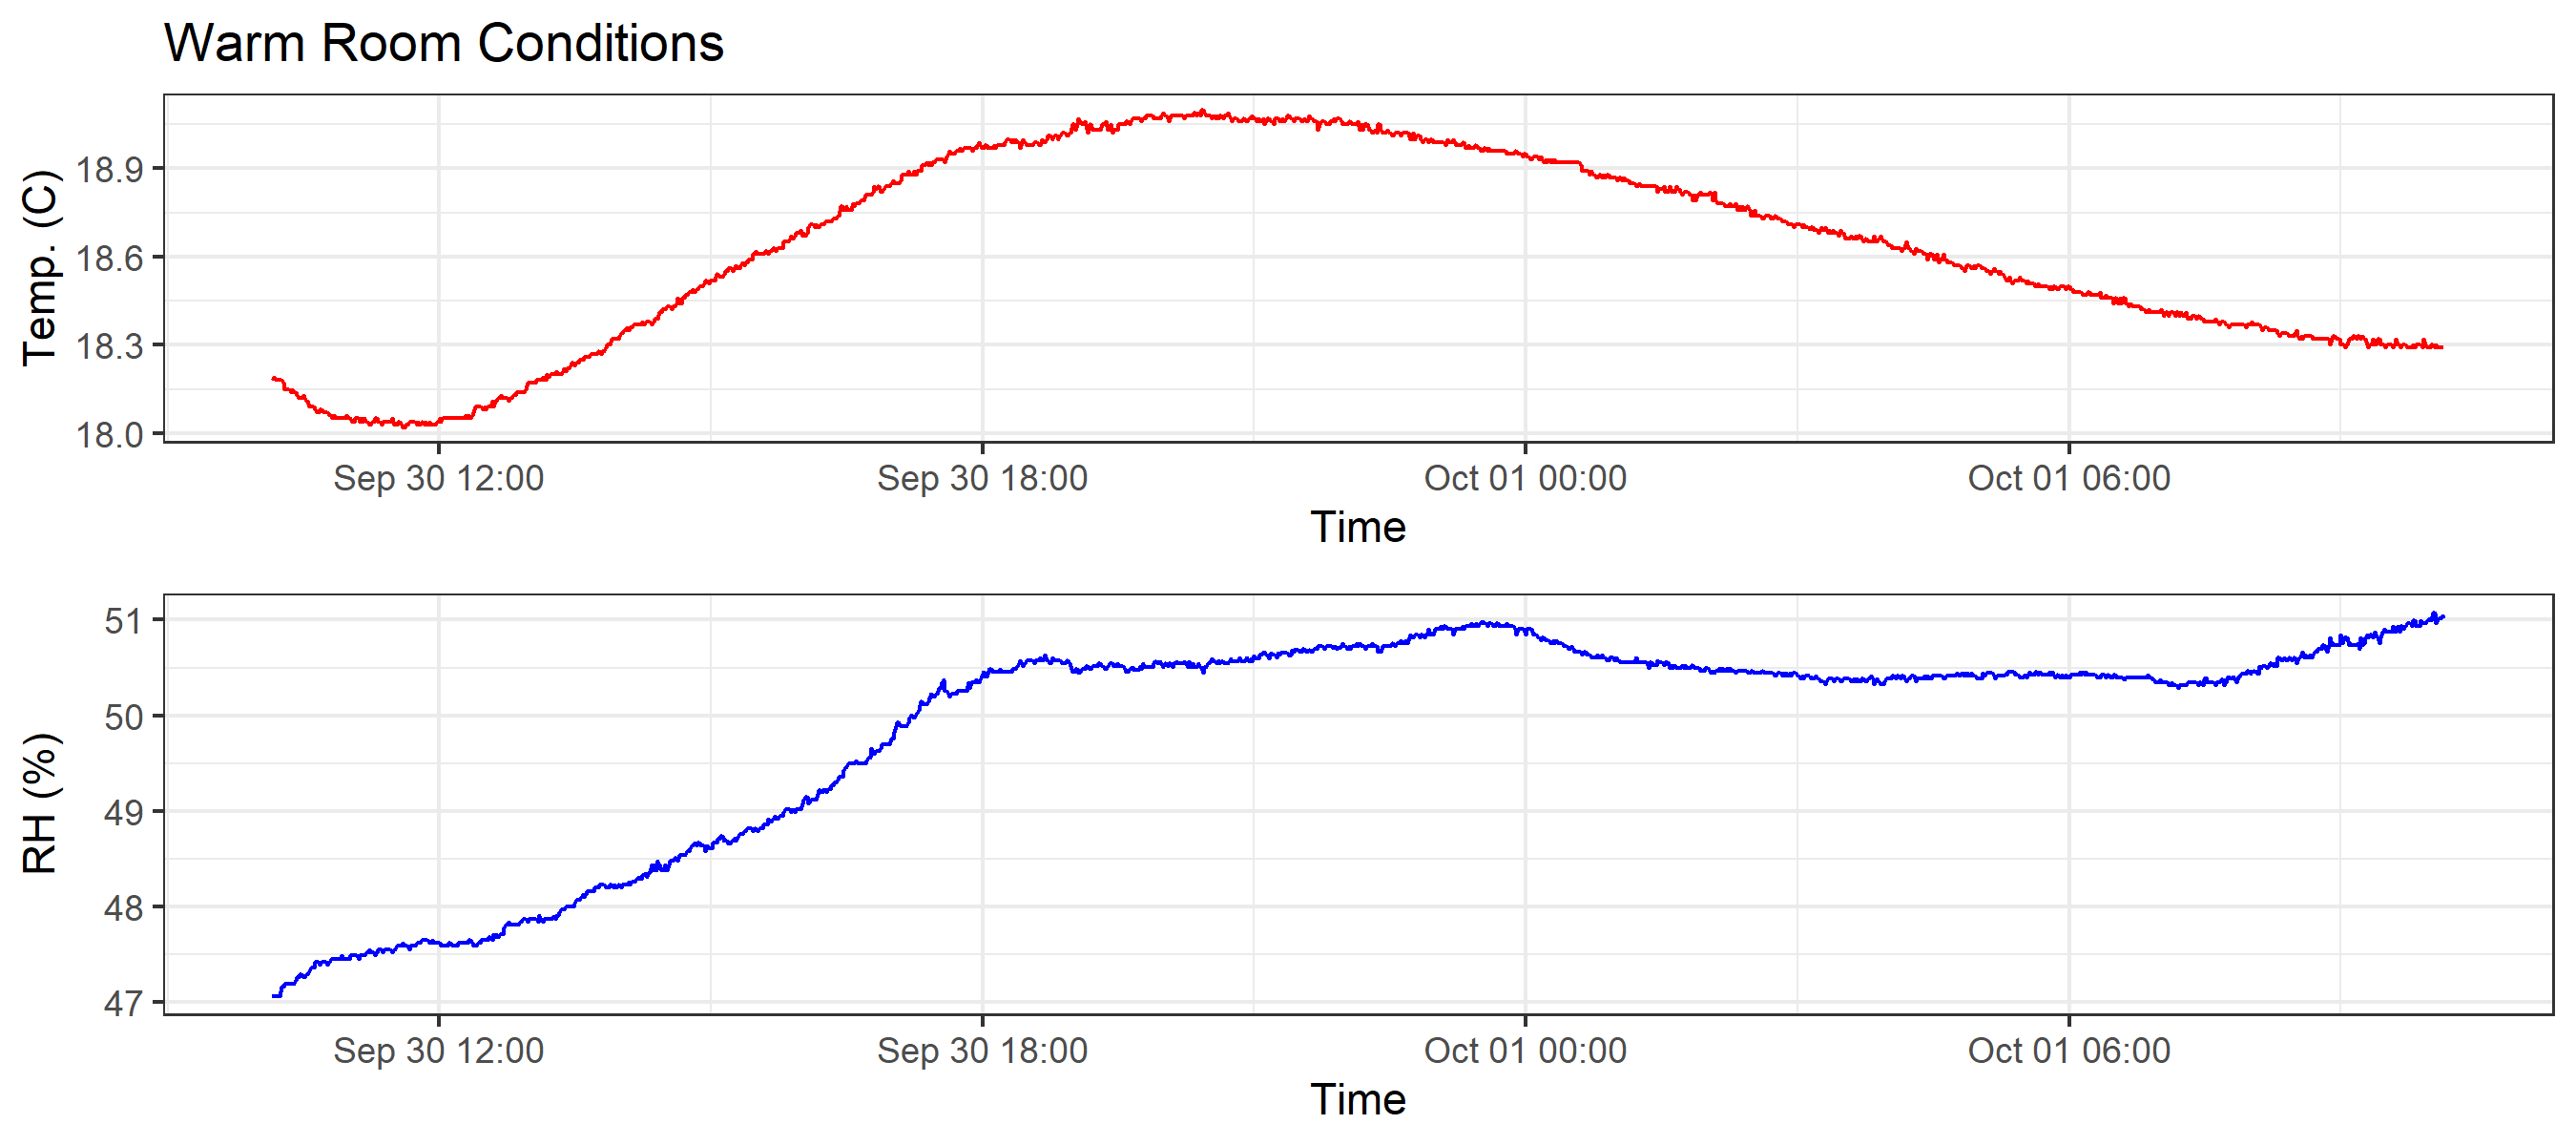 Warm Room Conditions
Temp. (C)
18.9
18.6
18.3
18.0
Sep 30 12:00 Sep 30 18:00 Oct 01 00:00 Oct 01 06:00
Time
RH (%)
51
50
49
48
47
Sep 30 12:00 Sep 30 18:00 Oct 01 00:00 Oct 01 06:00
Time